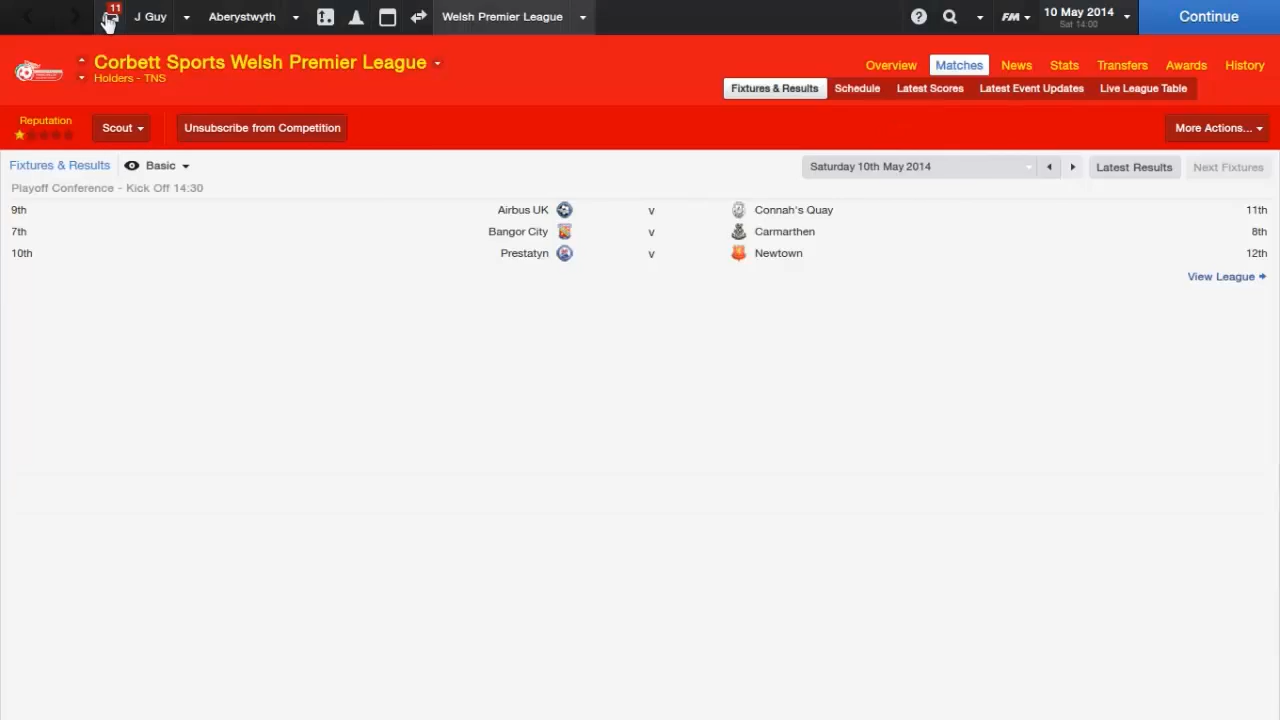 11
J Guy
Aberystwyth
Welsh Premier League
FM
10 May 2014
Sat 14:00
Continue
Corbett Sports Welsh Premier League
Holders - TNS
Overview Matches News Stats Transfers Awards History
Fixtures & Results Schedule Latest Scores Latest Event Updates Live League Table
Reputation
Scout
Unsubscribe from Competition
More Actions...
Fixtures & Results Basic Saturday 10th May 2014 Latest Results Next Fixtures
Playoff Conference - Kick Off 14:30
9th Airbus UK v Connah's Quay 11th
7th Bangor City v Carmarthen 8th
10th Prestatyn v Newtown 12th
View League